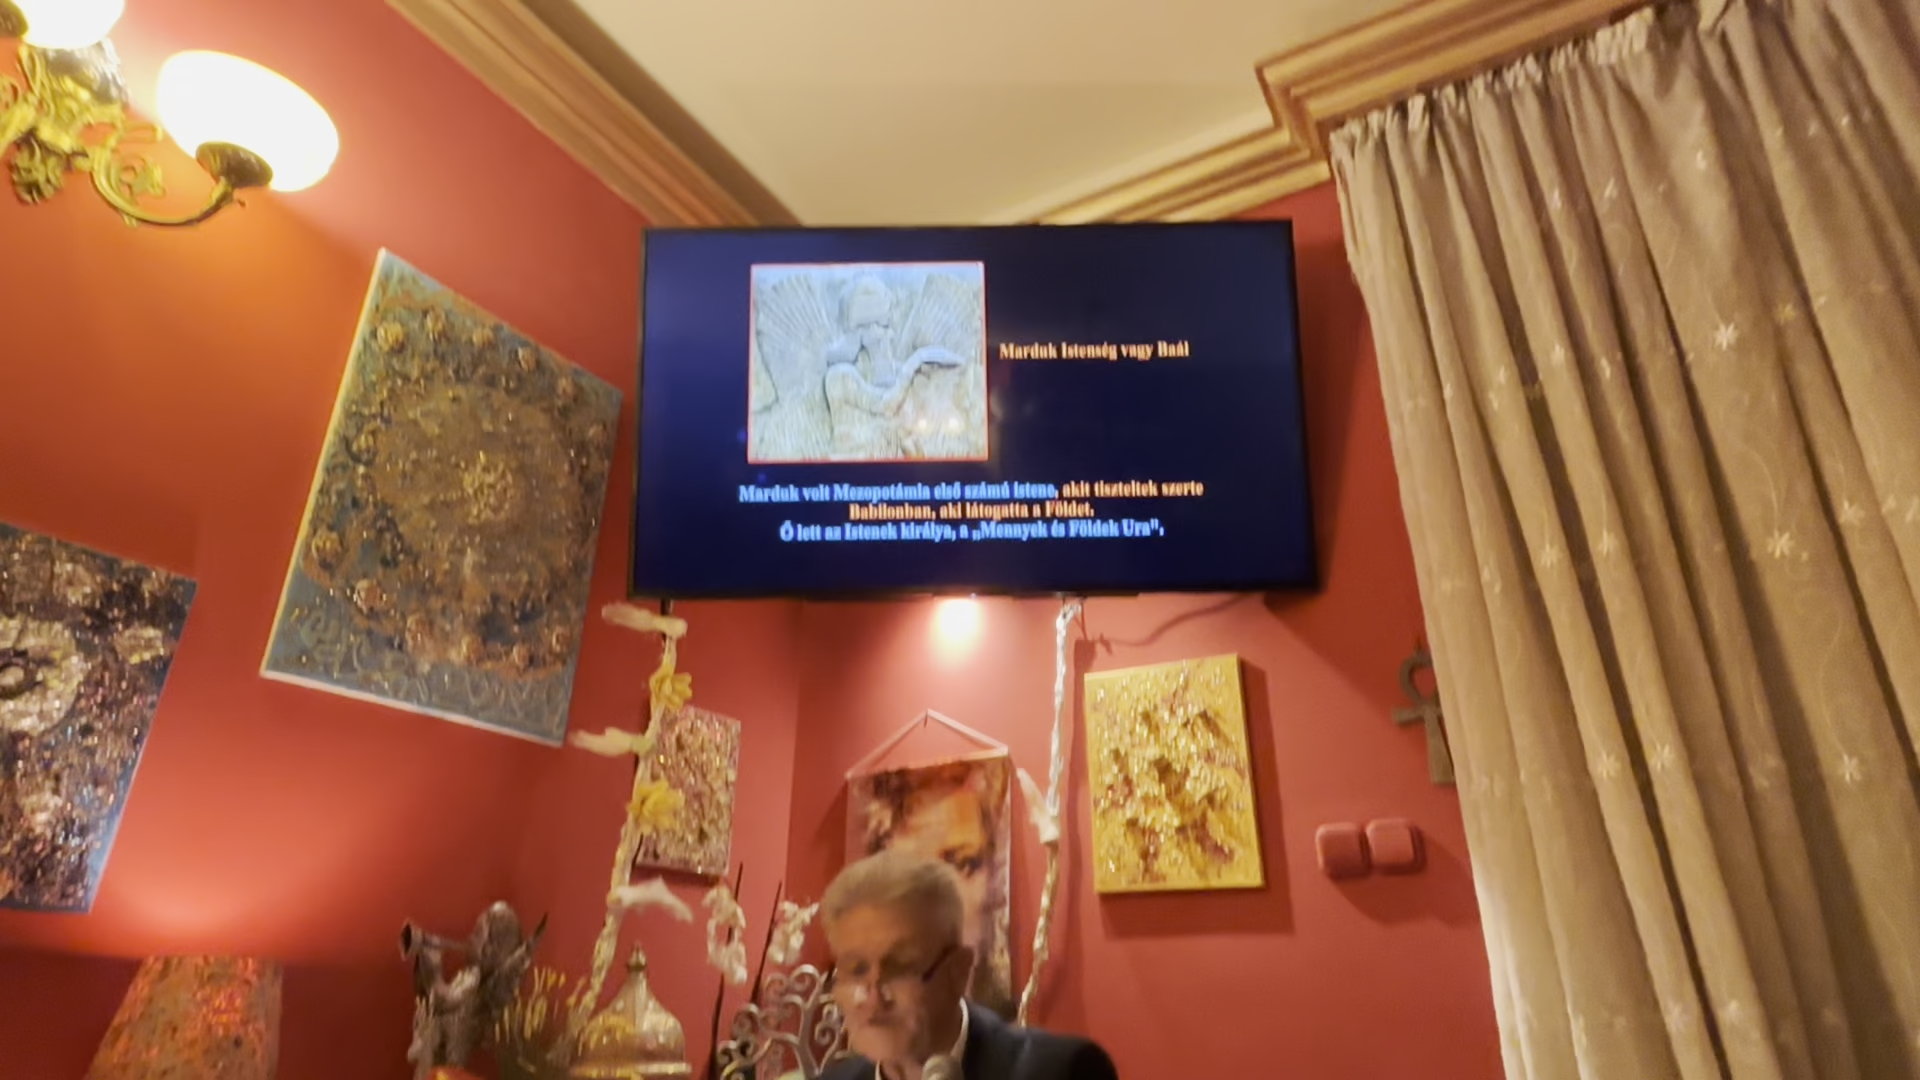 Marduk Istenség vagy Baál
Marduk volt Mezopotámia első számú istene, akit tiszteltek szerte
Babilonban, aki látogatta a Földet.
Ő lett az Istenek királya, a „Mennyek és Földek Ura",